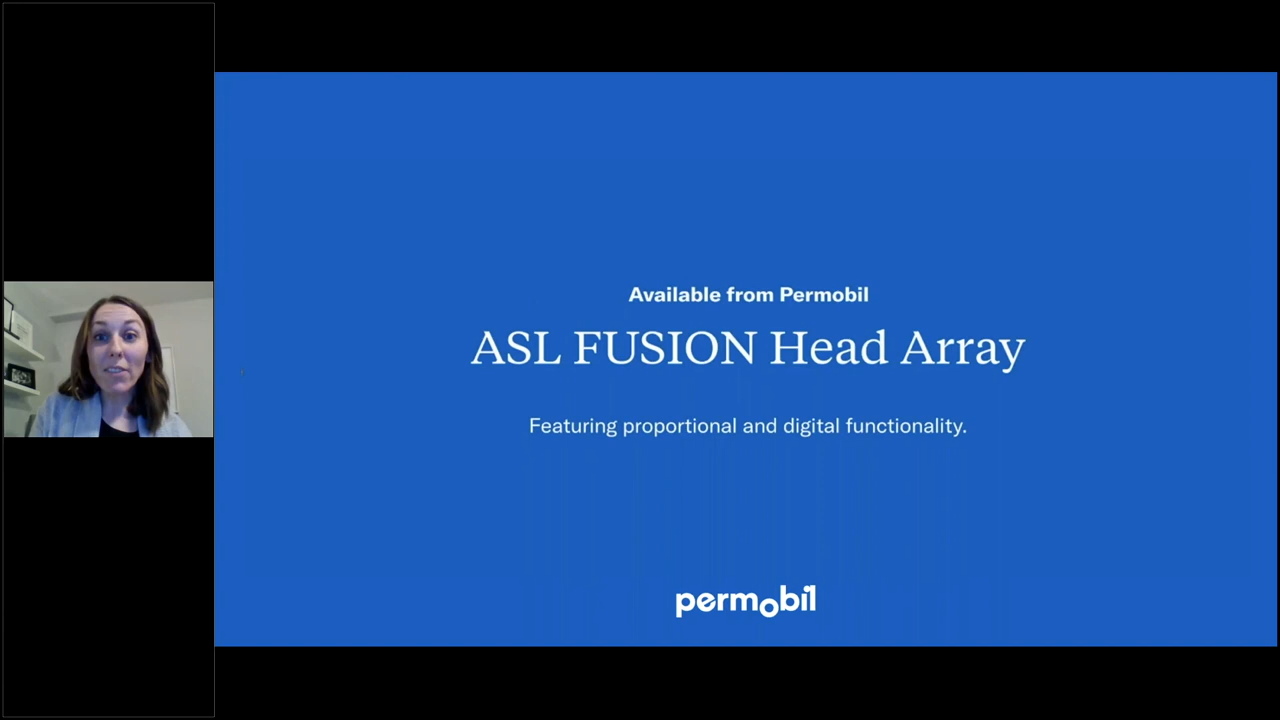 Available from Permobil
ASL FUSION Head Array
Featuring proportional and digital functionality.
permobil